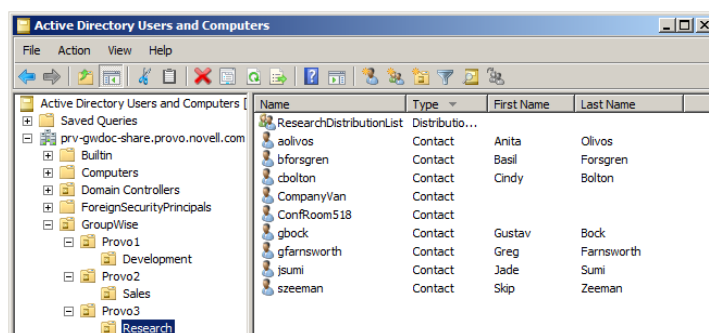 Active Directory Users and Computers
File Action View Help
Active Directory Users and Computers [
Saved Queries
prv-gwdoc-share.provo.novell.com
Builtin
Computers
Domain Controllers
ForeignSecurityPrincipals
GroupWise
Provo1
Development
Provo2
Sales
Provo3
Research
Name Type First Name Last Name
ResearchDistributionList Distributio...
aolivos Contact Anita Olivos
bforsgren Contact Basil Forsgren
cbolton Contact Cindy Bolton
CompanyVan Contact
ConfRoom518 Contact
gbock Contact Gustav Bock
gfarnsworth Contact Greg Farnsworth
jsumi Contact Jade Sumi
szeeman Contact Skip Zeeman